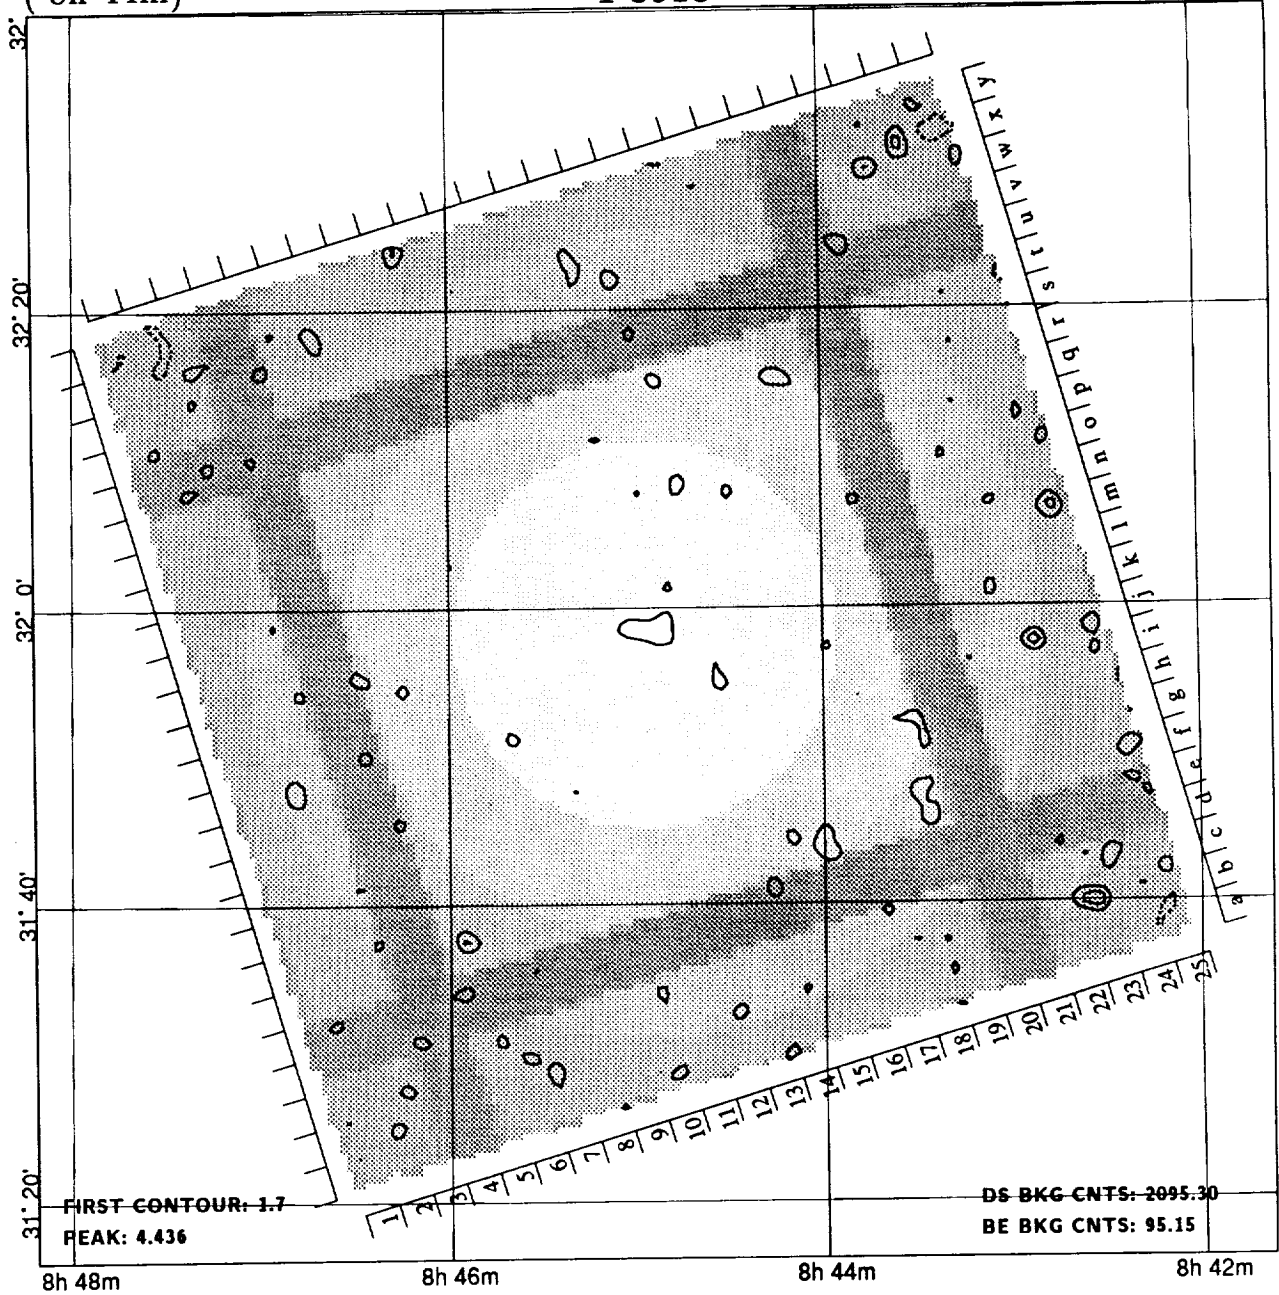 32°
32° 20'
32° 0'
31° 40'
31° 20'
a b c d e f g h i j k l m n o p q r s t u v w x y
1 2 3 4 5 6 7 8 9 10 11 12 13 14 15 16 17 18 19 20 21 22 23 24 25
FIRST CONTOUR: 1.7
PEAK: 4.436
DS BKG CNTS: 2095.30
BE BKG CNTS: 95.15
8h 48m
8h 46m
8h 44m
8h 42m